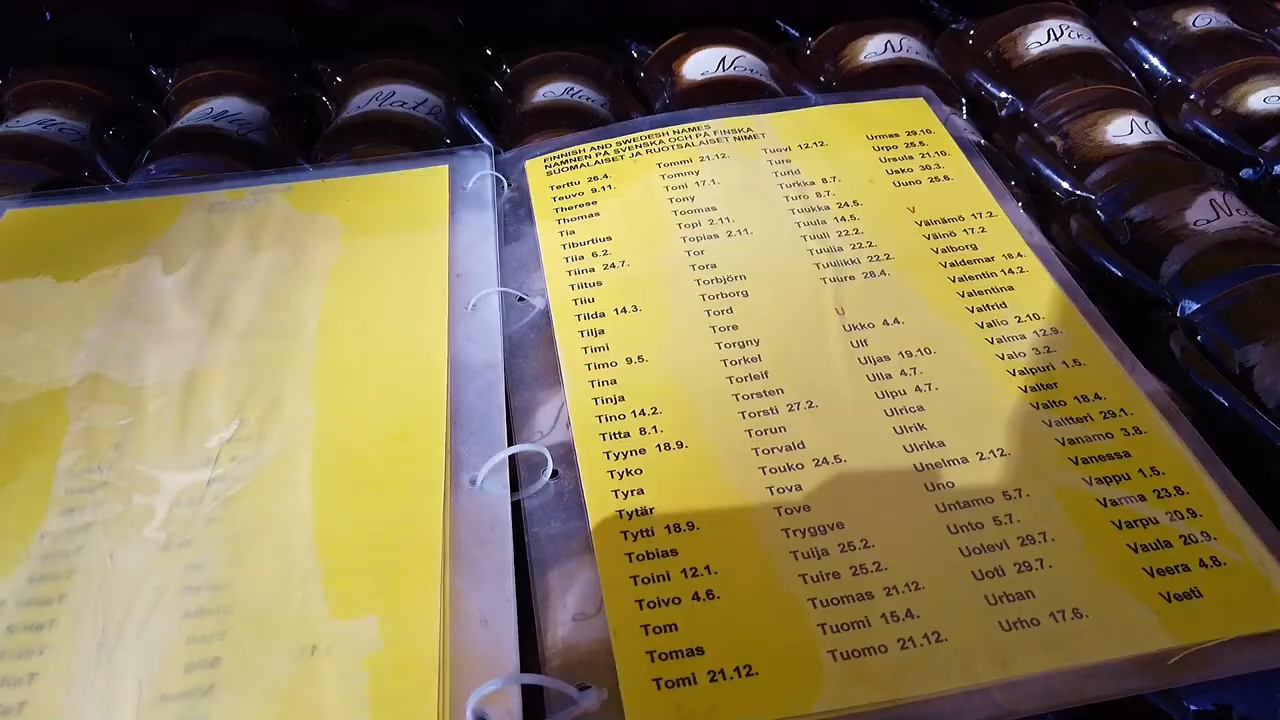 Matl
Nove
FINNISH AND SWEDESH NAMES
NAMNEN PÅ SVENSKA OCH PÅ FINSKA
SUOMALAISET JA RUOTSALAISET NIMET
Terttu 26.4.
Teuvo 9.11.
Therese
Thomas
Tia
Tiburtius
Tiia 6.2.
Tiina 24.7.
Tiitus
Tiiu
Tilda 14.3.
Tilja
Timi
Timo 9.5.
Tina
Tinja
Tino 14.2.
Titta 8.1.
Tyyne 18.9.
Tyko
Tyra
Tytär
Tytti 18.9.
Tobias
Toini 12.1.
Toivo 4.6.
Tom
Tomas
Tomi 21.12.
Tommi 21.12.
Tommy
Toni 17.1.
Tony
Toomas
Topi 2.11.
Topias 2.11.
Tor
Tora
Torbjörn
Torborg
Tord
Tore
Torgny
Torkel
Torleif
Torsten
Torsti 27.2.
Torun
Torvald
Touko 24.5.
Tova
Tove
Tryggve
Tuija 25.2.
Tuire 25.2.
Tuomas 21.12.
Tuomi 15.4.
Tuomo 21.12.
Tuovi 12.12.
Ture
Turid
Turkka 8.7.
Turo 8.7.
Tuukka 24.5.
Tuula 14.5.
Tuuli 22.2.
Tuulia 22.2.
Tuulikki 22.2.
Tuure 28.4.
U
Ukko 4.4.
Ulf
Uljas 19.10.
Ulla 4.7.
Ulpu 4.7.
Ulrica
Ulrik
Ulrika
Unelma 2.12.
Uno
Untamo 5.7.
Unto 5.7.
Uolevi 29.7.
Uoti 29.7.
Urban
Urho 17.6.
Urmas 29.10.
Urpo 25.5.
Ursula 21.10.
Usko 30.3.
Uuno 25.6.
V
Väinämö 17.2.
Väinö 17.2
Valborg
Valdemar 18.4.
Valentin 14.2.
Valentina
Valfrid
Valio 2.10.
Valma 12.9.
Valo 3.2.
Valpuri 1.5.
Valter
Valto 18.4.
Valtteri 29.1.
Vanamo 3.8.
Vanessa
Vappu 1.5.
Varma 23.8.
Varpu 20.9.
Vaula 20.9.
Veera 4.8.
Veeti